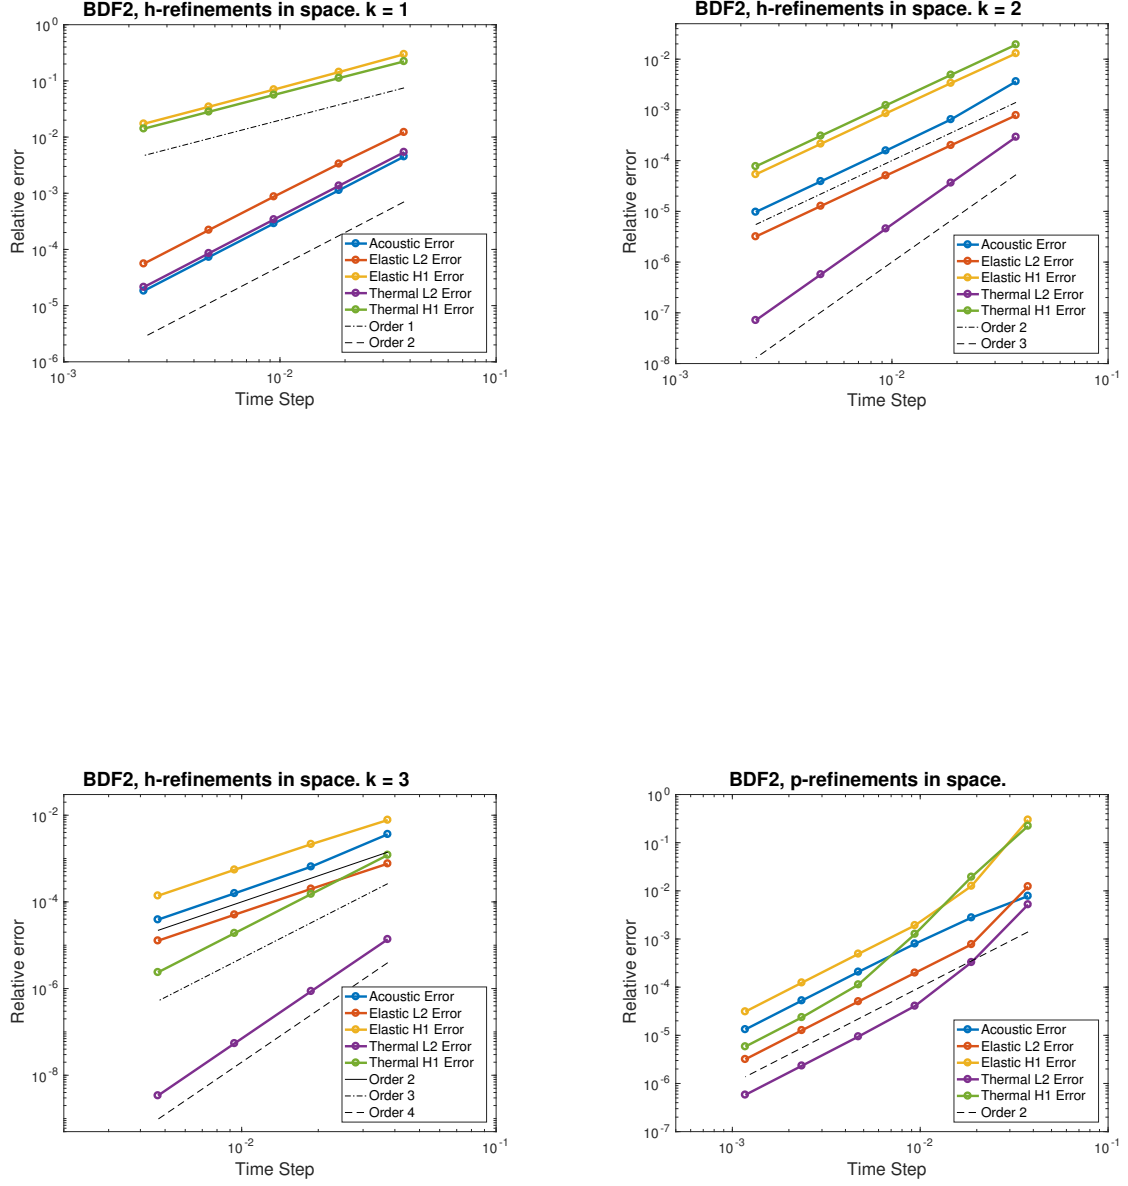 BDF2, h-refinements in space. k = 1
10^0
10^-1
10^-2
10^-3
10^-4
10^-5
10^-6
Relative error
Acoustic Error
Elastic L2 Error
Elastic H1 Error
Thermal L2 Error
Thermal H1 Error
Order 1
Order 2
10^-3
10^-2
10^-1
Time Step
BDF2, h-refinements in space. k = 2
10^-2
10^-3
10^-4
10^-5
10^-6
10^-7
10^-8
Relative error
Acoustic Error
Elastic L2 Error
Elastic H1 Error
Thermal L2 Error
Thermal H1 Error
Order 2
Order 3
10^-3
10^-2
10^-1
Time Step
BDF2, h-refinements in space. k = 3
10^-2
10^-4
10^-6
10^-8
Relative error
Acoustic Error
Elastic L2 Error
Elastic H1 Error
Thermal L2 Error
Thermal H1 Error
Order 2
Order 3
Order 4
10^-2
10^-1
Time Step
BDF2, p-refinements in space.
10^0
10^-1
10^-2
10^-3
10^-4
10^-5
10^-6
10^-7
Relative error
Acoustic Error
Elastic L2 Error
Elastic H1 Error
Thermal L2 Error
Thermal H1 Error
Order 2
10^-3
10^-2
10^-1
Time Step